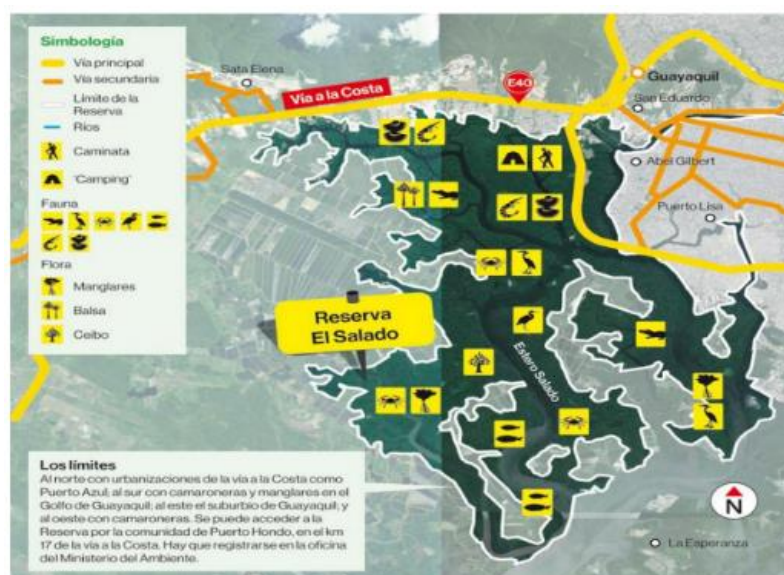 Simbología
Vía principal
Vía secundaria
Límite de la
Reserva
Ríos
Caminata
'Camping'
Fauna
Flora
Manglares
Balsa
Ceibo
Sata Elena
Vía a la Costa
E40
Guayaquil
San Eduardo
Abel Gilbert
Puerto Lisa
Reserva
El Salado
Estero Salado
Los límites
Al norte con urbanizaciones de la vía a la Costa como
Puerto Azul; al sur con camaroneras y manglares en el
Golfo de Guayaquil; al este el suburbio de Guayaquil; y
al oeste con camaroneras. Se puede acceder a la
Reserva por la comunidad de Puerto Hondo, en el km
17 de la vía a la Costa. Hay que registrarse en la oficina
del Ministerio del Ambiente.
N
La Esperanza